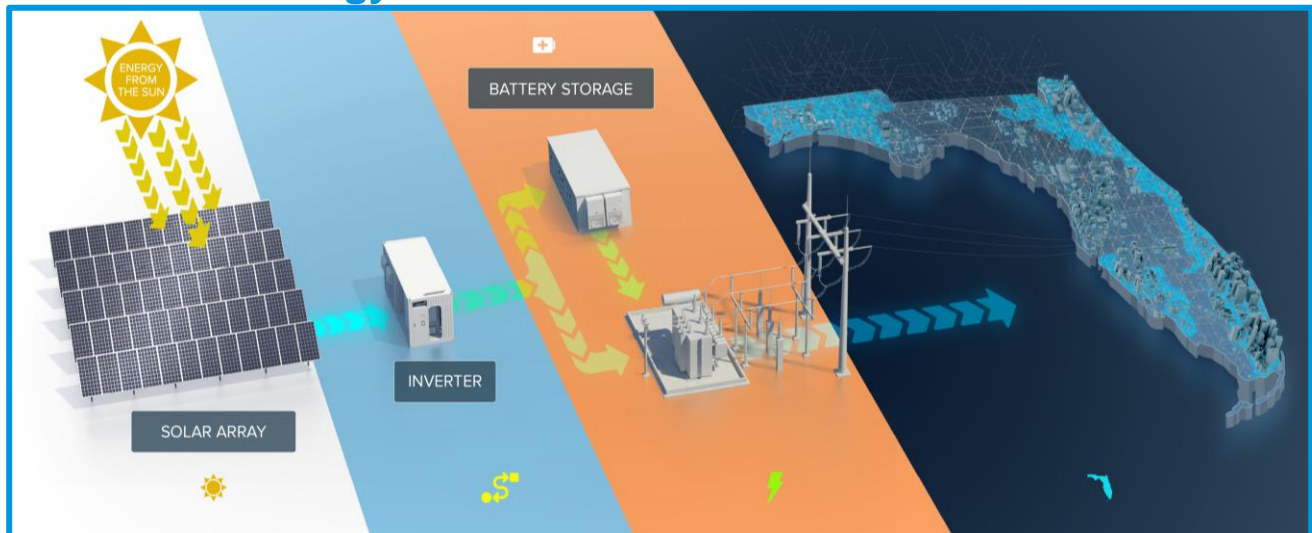 ENERGY
FROM
THE SUN
BATTERY STORAGE
INVERTER
SOLAR ARRAY